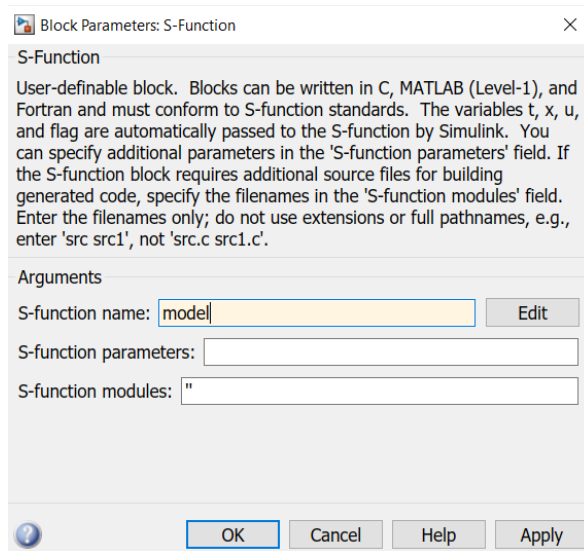 Block Parameters: S-Function
S-Function
User-definable block.  Blocks can be written in C, MATLAB (Level-1), and
Fortran and must conform to S-function standards.  The variables t, x, u,
and flag are automatically passed to the S-function by Simulink.  You
can specify additional parameters in the 'S-function parameters' field. If
the S-function block requires additional source files for building
generated code, specify the filenames in the 'S-function modules' field.
Enter the filenames only; do not use extensions or full pathnames, e.g.,
enter 'src src1', not 'src.c src1.c'.
Arguments
S-function name: model Edit
S-function parameters:
S-function modules: ''
OK Cancel Help Apply